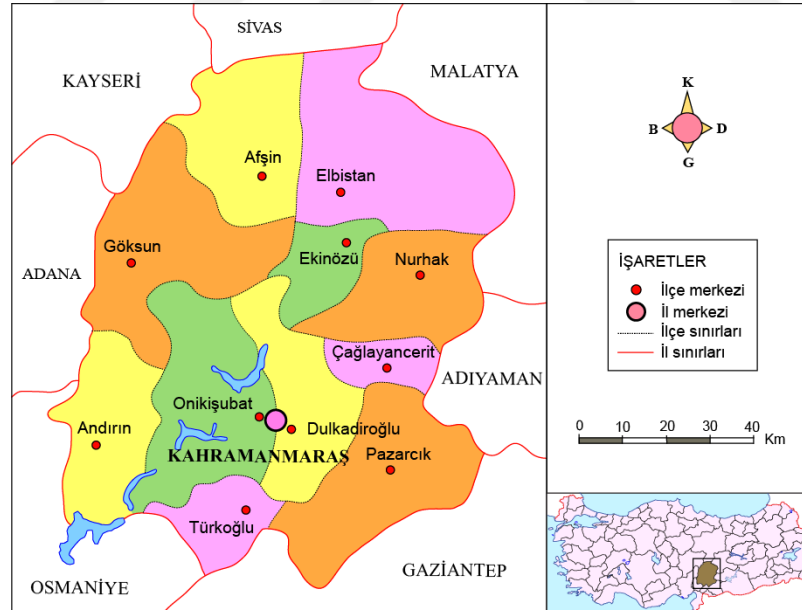 SİVAS
KAYSERİ
MALATYA
Afşin
Elbistan
Göksun
Ekinözü
Nurhak
ADANA
Çağlayancerit
ADIYAMAN
Onikişubat
Andırın
Dulkadiroğlu
KAHRAMANMARAŞ
Pazarcık
Türkoğlu
OSMANİYE
GAZİANTEP
K
B
D
G
İŞARETLER
İlçe merkezi
İl merkezi
İlçe sınırları
İl sınırları
0 10 20 30 40 Km